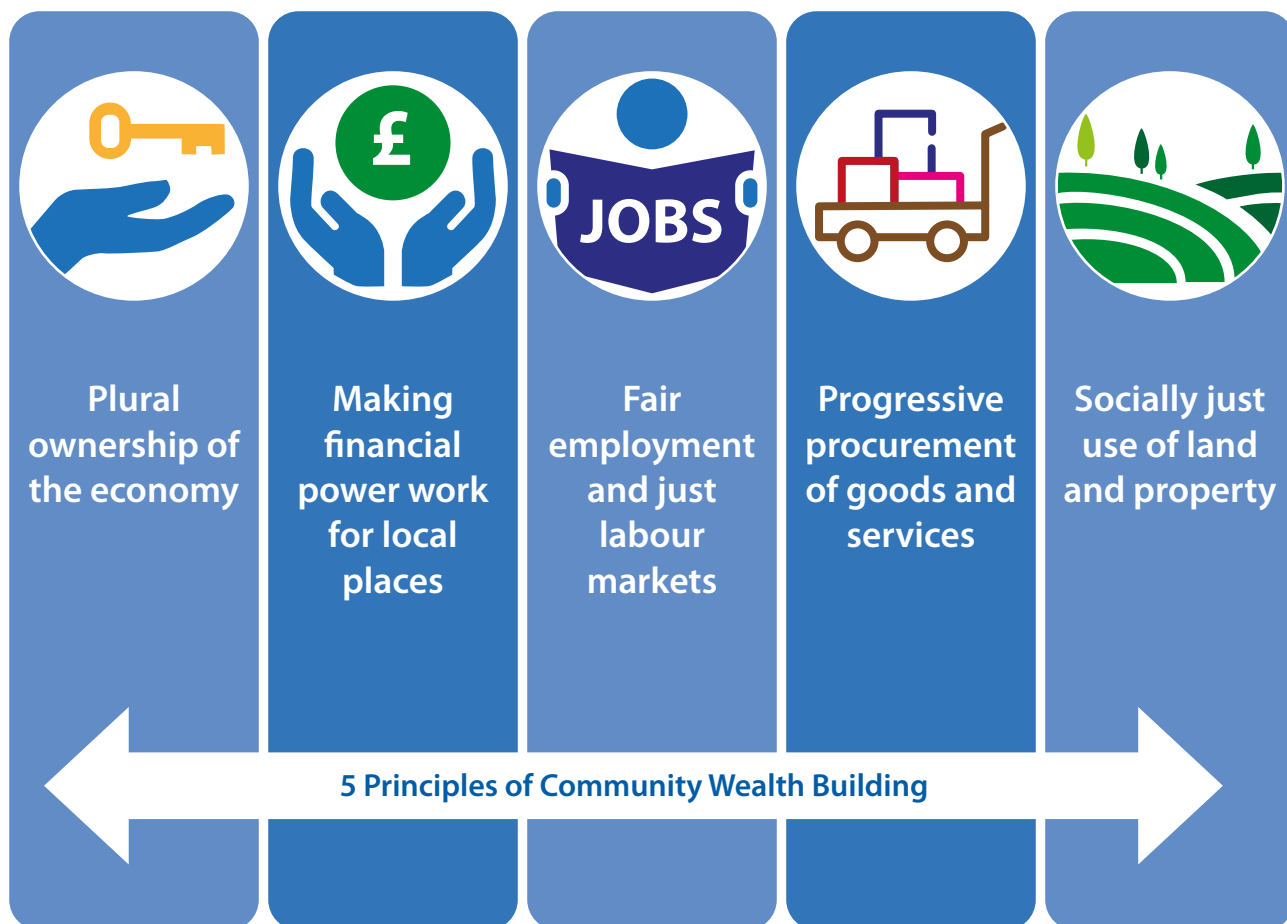 £
JOBS
Plural
ownership of
the economy
Making
financial
power work
for local
places
Fair
employment
and just
labour
markets
Progressive
procurement
of goods and
services
Socially just
use of land
and property
5 Principles of Community Wealth Building